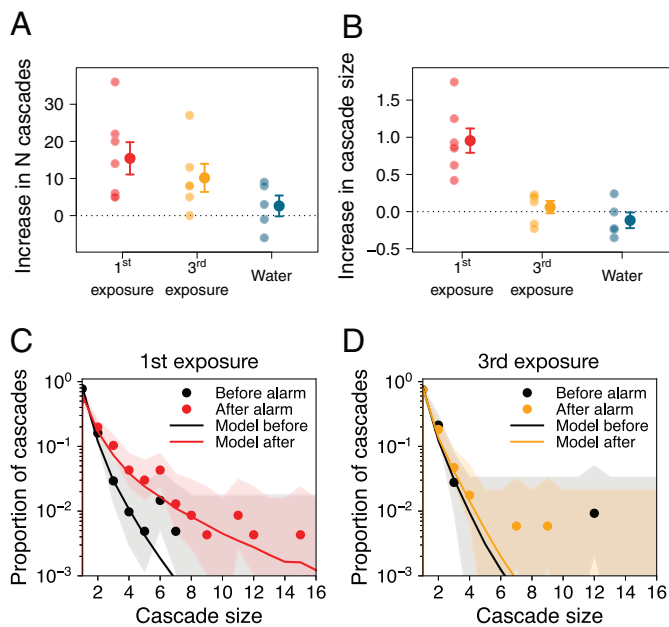 A
Increase in N cascades
30
20
10
0
1st
exposure
3rd
exposure
Water
B
Increase in cascade size
1.5
1.0
0.5
0.0
−0.5
1st
exposure
3rd
exposure
Water
C
1st exposure
Proportion of cascades
10^0
10^−1
10^−2
10^−3
Before alarm
After alarm
Model before
Model after
2 4 6 8 10 12 14 16
Cascade size
D
3rd exposure
Proportion of cascades
10^0
10^−1
10^−2
10^−3
Before alarm
After alarm
Model before
Model after
2 4 6 8 10 12 14 16
Cascade size